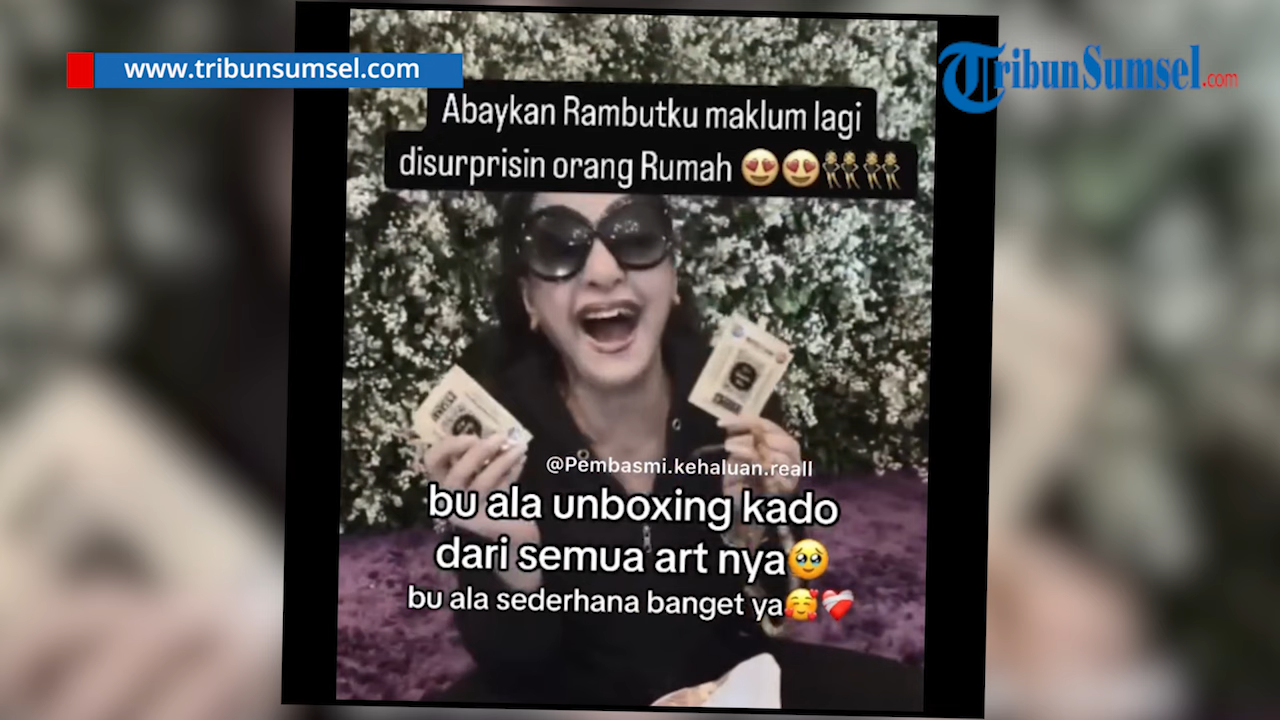 www.tribunsumsel.com
TribunSumsel.com
Abaykan Rambutku maklum lagi
disurprisin orang Rumah 😍😍👯👯
@Pembasmi.kehaluan.reall
bu ala unboxing kado
dari semua art nya🥹
bu ala sederhana banget ya🥰❤️‍🩹